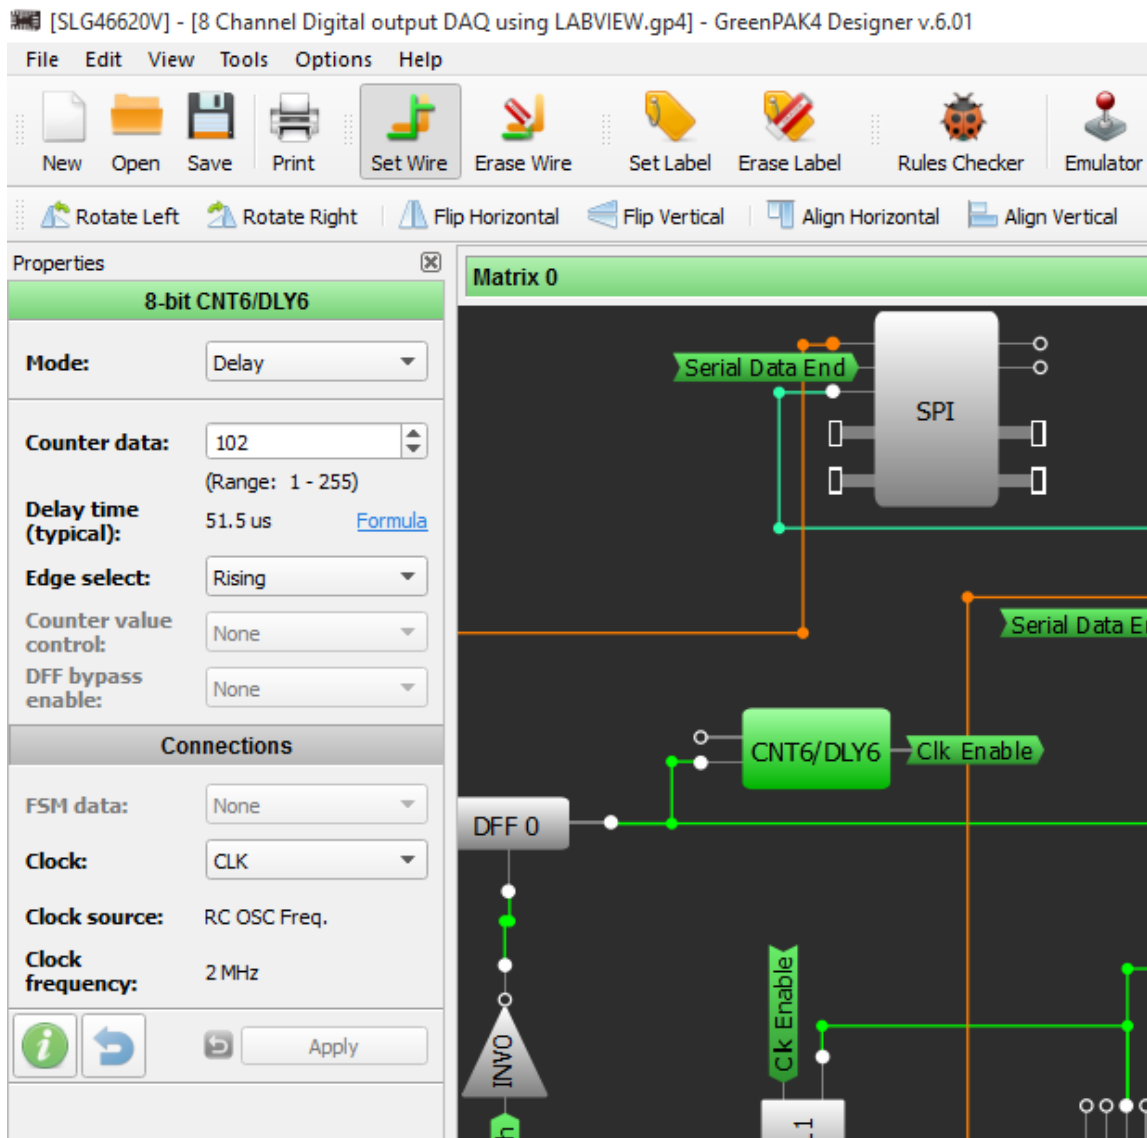 [SLG46620V] - [8 Channel Digital output DAQ using LABVIEW.gp4] - GreenPAK4 Designer v.6.01
File Edit View Tools Options Help
New Open Save Print Set Wire Erase Wire Set Label Erase Label Rules Checker Emulator
Rotate Left Rotate Right Flip Horizontal Flip Vertical Align Horizontal Align Vertical
Properties
8-bit CNT6/DLY6
Mode: Delay
Counter data: 102
(Range: 1 - 255)
Delay time
(typical): 51.5 us Formula
Edge select: Rising
Counter value
control: None
DFF bypass
enable: None
Connections
FSM data: None
Clock: CLK
Clock source: RC OSC Freq.
Clock
frequency: 2 MHz
Apply
Matrix 0
Serial Data End
SPI
Serial Data
CNT6/DLY6
Clk Enable
DFF 0
Clk Enable
INV0